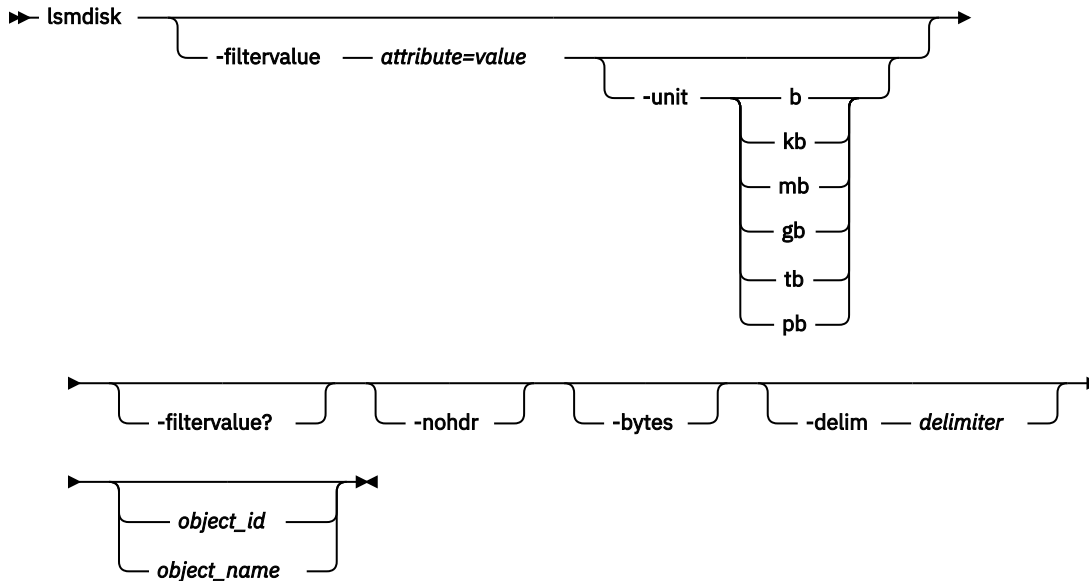 lsmdisk
-filtervalue attribute=value
-unit b
kb
mb
gb
tb
pb
-filtervalue? -nohdr -bytes -delim delimiter
object_id
object_name